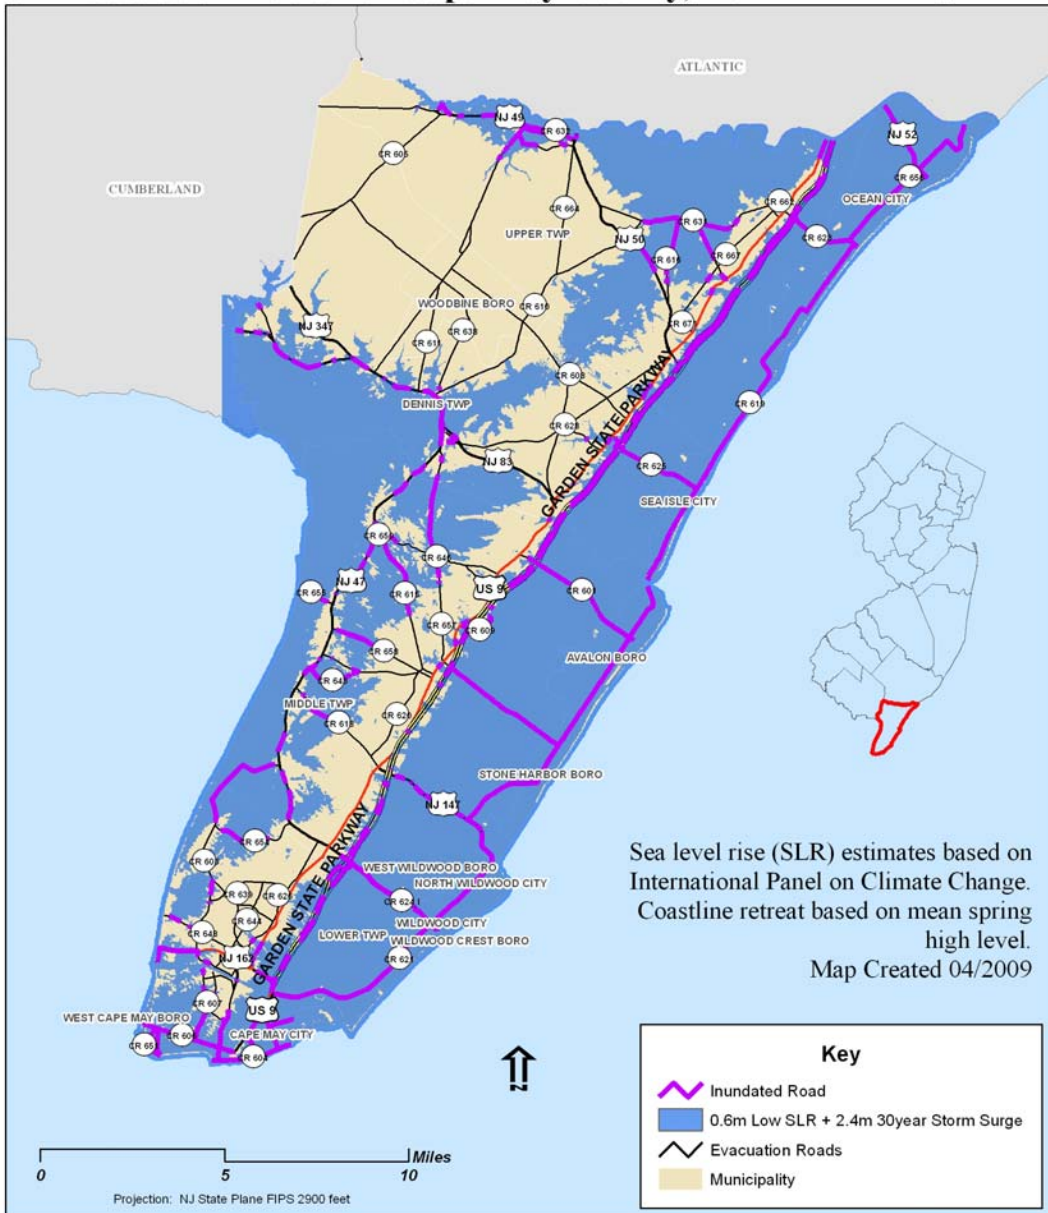 ATLANTIC
CUMBERLAND
NJ 49
CR 632
NJ 52
CR 605
CR 656
OCEAN CITY
CR 662
CR 664
UPPER TWP
CR 631
CR 623
NJ 50
CR 616
CR 667
WOODBINE BORO
CR 610
NJ 347
CR 638
CR 611
CR 671
CR 608
DENNIS TWP
CR 619
CR 628
GARDEN STATE PARKWAY
NJ 83
CR 625
SEA ISLE CITY
CR 646
NJ 47
US 9
CR 601
CR 615
CR 657
CR 609
CR 658
AVALON BORO
MIDDLE TWP
CR 618
CR 620
STONE HARBOR BORO
NJ 147
CR 654
CR 603
WEST WILDWOOD BORO
NORTH WILDWOOD CITY
CR 639
CR 626
CR 624
WILDWOOD CITY
CR 644
LOWER TWP
WILDWOOD CREST BORO
CR 648
NJ 162
CR 621
GARDEN STATE PARKWAY
CR 607
US 9
WEST CAPE MAY BORO
CAPE MAY CITY
CR 606
CR 651
CR 604
Sea level rise (SLR) estimates based on
International Panel on Climate Change.
Coastline retreat based on mean spring
high level.
Map Created 04/2009
N
Key
Inundated Road
0.6m Low SLR + 2.4m 30year Storm Surge
Evacuation Roads
Municipality
Miles
0 5 10
Projection: NJ State Plane FIPS 2900 feet